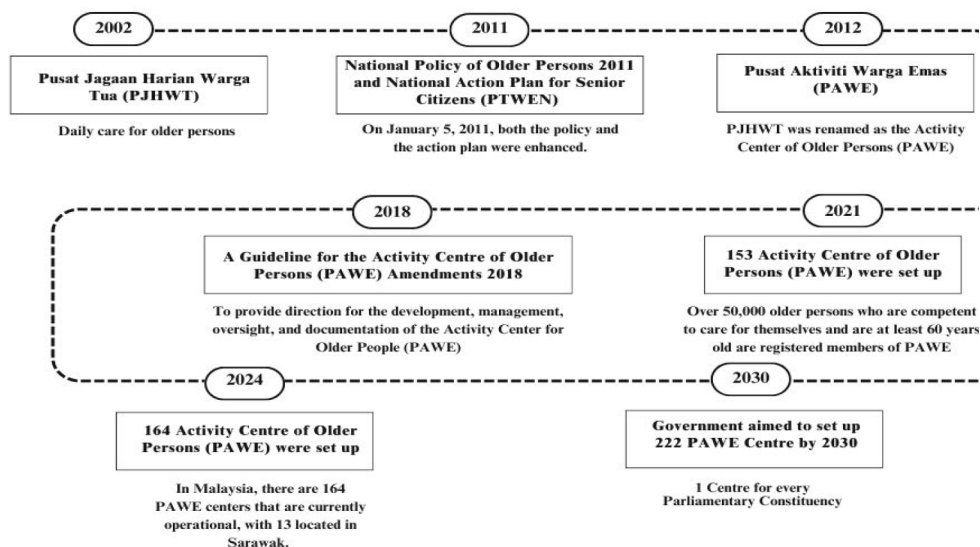 2002
Pusat Jagaan Harian Warga
Tua (PJHWT)
Daily care for older persons
2011
National Policy of Older Persons 2011
and National Action Plan for Senior
Citizens (PTWEN)
On January 5, 2011, both the policy and
the action plan were enhanced.
2012
Pusat Aktiviti Warga Emas
(PAWE)
PJHWT was renamed as the Activity
Center of Older Persons (PAWE)
2018
A Guideline for the Activity Centre of Older
Persons (PAWE) Amendments 2018
To provide direction for the development, management,
oversight, and documentation of the Activity Center for
Older People (PAWE)
2021
153 Activity Centre of Older
Persons (PAWE) were set up
Over 50,000 older persons who are competent
to care for themselves and are at least 60 years
old are registered members of PAWE
2024
164 Activity Centre of Older
Persons (PAWE) were set up
In Malaysia, there are 164
PAWE centers that are currently
operational, with 13 located in
Sarawak.
2030
Government aimed to set up
222 PAWE Centre by 2030
1 Centre for every
Parliamentary Constituency